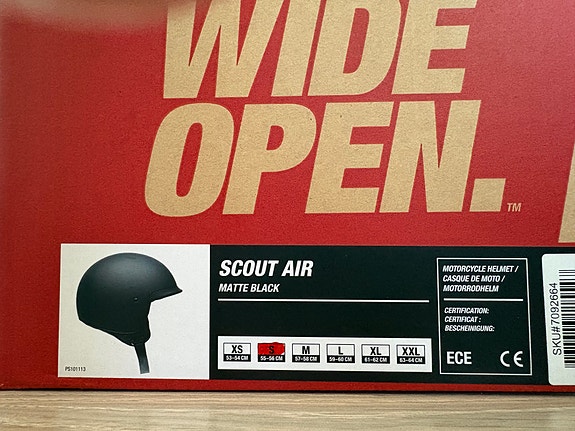 WIDE
OPEN.™
SCOUT AIR
MATTE BLACK
XS
53–54 CM
S
55–56 CM
M
57–58 CM
L
59–60 CM
XL
61–62 CM
XXL
63–64 CM
PS101113
MOTORCYCLE HELMET /
CASQUE DE MOTO /
MOTORRODHELM
CERTIFICATION:
CERTIFICAT :
BESCHEINIGUNG:
ECE CE
SKU#7092664